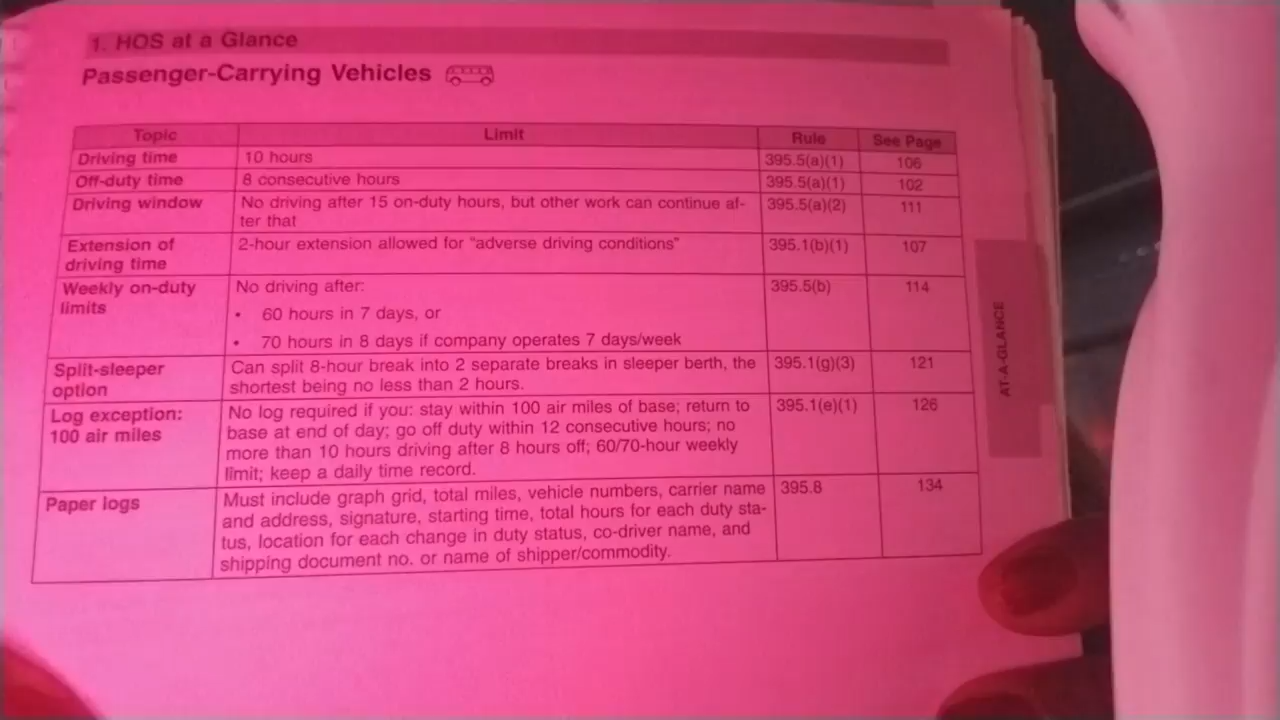 1. HOS at a Glance
Passenger-Carrying Vehicles
Topic Limit Rule See Page
Driving time 10 hours 395.5(a)(1) 106
Off-duty time 8 consecutive hours 395.5(a)(1) 102
Driving window No driving after 15 on-duty hours, but other work can continue af- 395.5(a)(2) 111
ter that
Extension of 2-hour extension allowed for "adverse driving conditions" 395.1(b)(1) 107
driving time
Weekly on-duty No driving after: 395.5(b) 114
limits
• 60 hours in 7 days, or
• 70 hours in 8 days if company operates 7 days/week
Split-sleeper Can split 8-hour break into 2 separate breaks in sleeper berth, the 395.1(g)(3) 121
option shortest being no less than 2 hours.
Log exception: No log required if you: stay within 100 air miles of base; return to 395.1(e)(1) 126
100 air miles base at end of day; go off duty within 12 consecutive hours; no
more than 10 hours driving after 8 hours off; 60/70-hour weekly
limit; keep a daily time record.
Paper logs Must include graph grid, total miles, vehicle numbers, carrier name 395.8 134
and address, signature, starting time, total hours for each duty sta-
tus, location for each change in duty status, co-driver name, and
shipping document no. or name of shipper/commodity.
AT-A-GLANCE